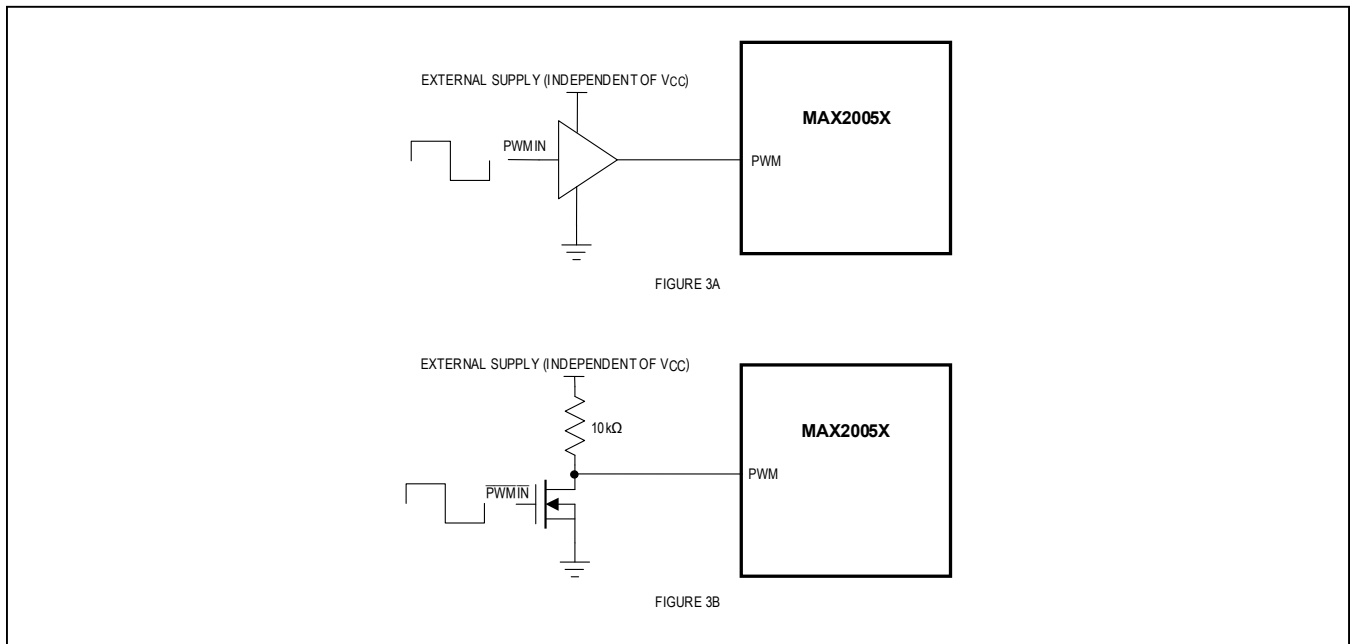 EXTERNAL SUPPLY (INDEPENDENT OF VCC)
MAX2005X
PWMIN
PWM
FIGURE 3A
EXTERNAL SUPPLY (INDEPENDENT OF VCC)
10kΩ
MAX2005X
PWM
PWMIN
FIGURE 3B